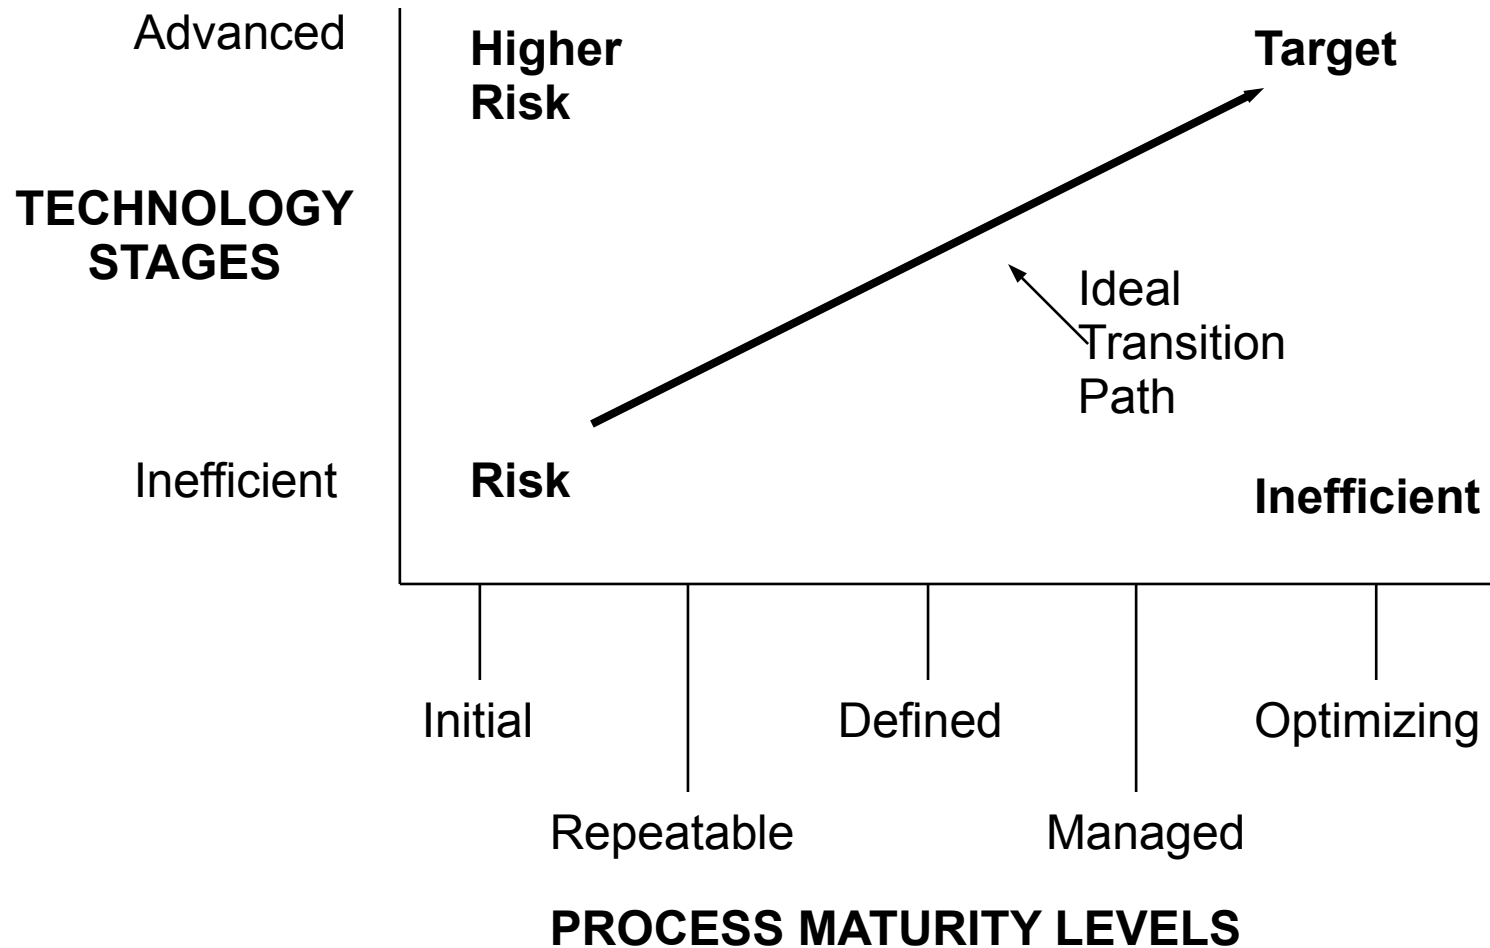 Advanced
Higher
Risk
Target
TECHNOLOGY
STAGES
Ideal
Transition
Path
Inefficient
Risk
Inefficient
Initial
Defined
Optimizing
Repeatable
Managed
PROCESS MATURITY LEVELS